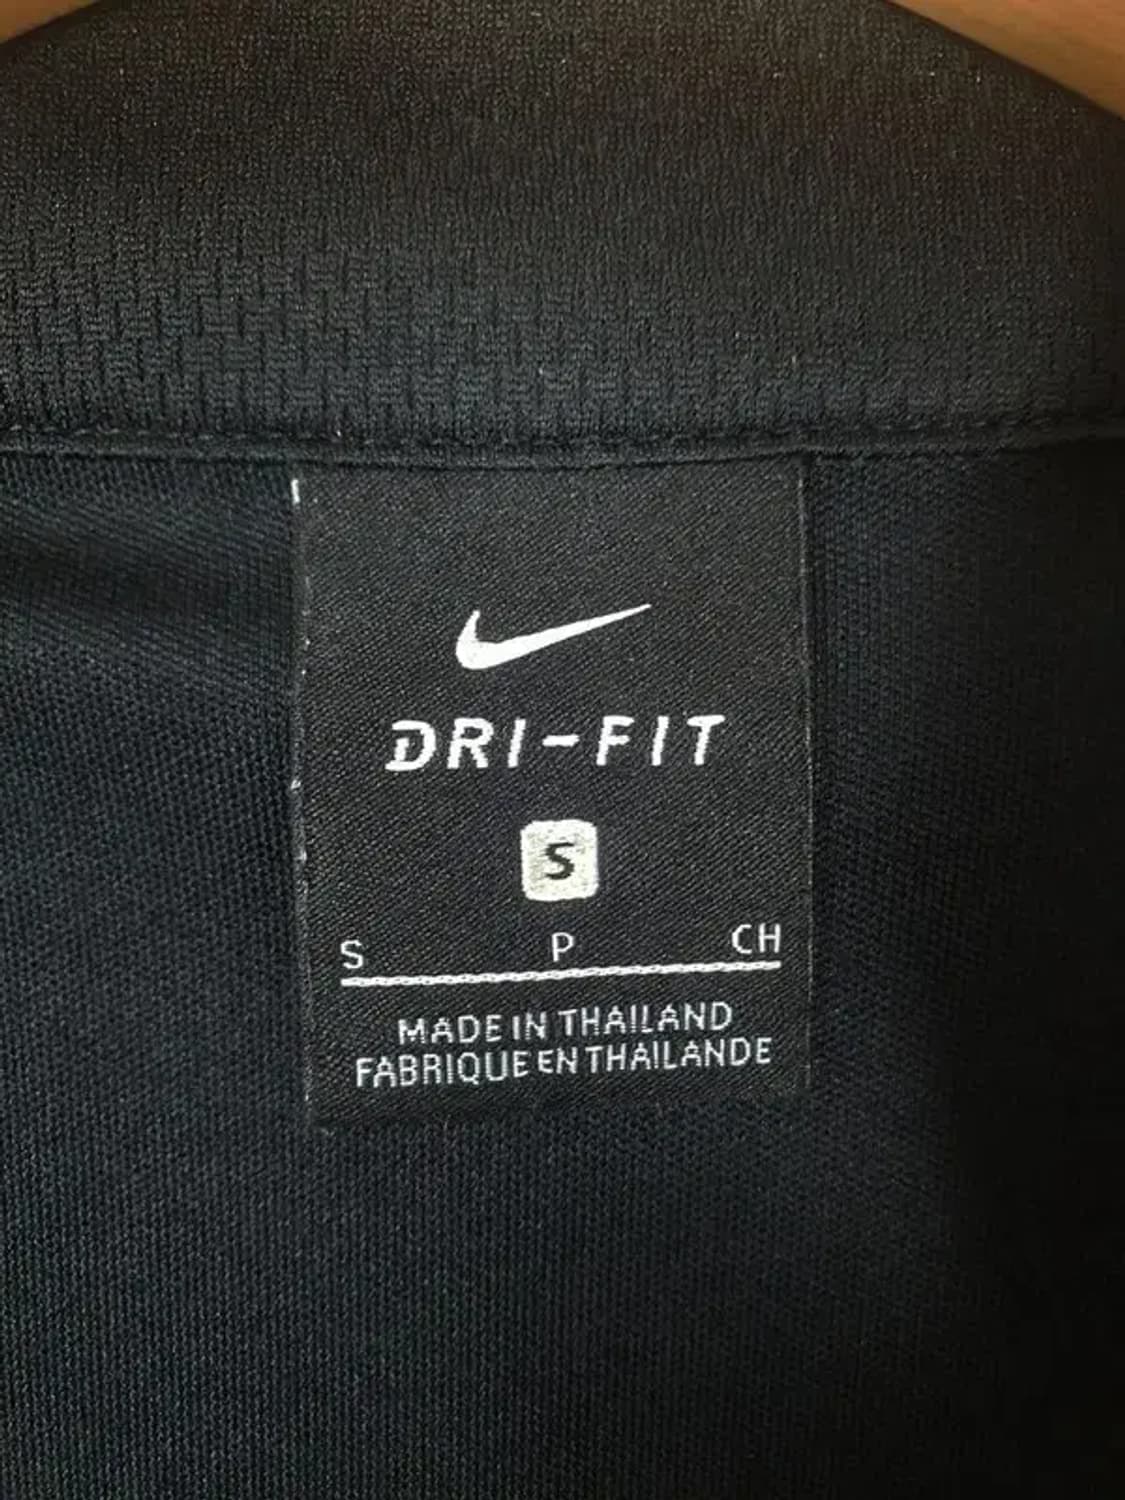 DRI-FIT
S
S P CH
MADE IN THAILAND
FABRIQUE EN THAILANDE